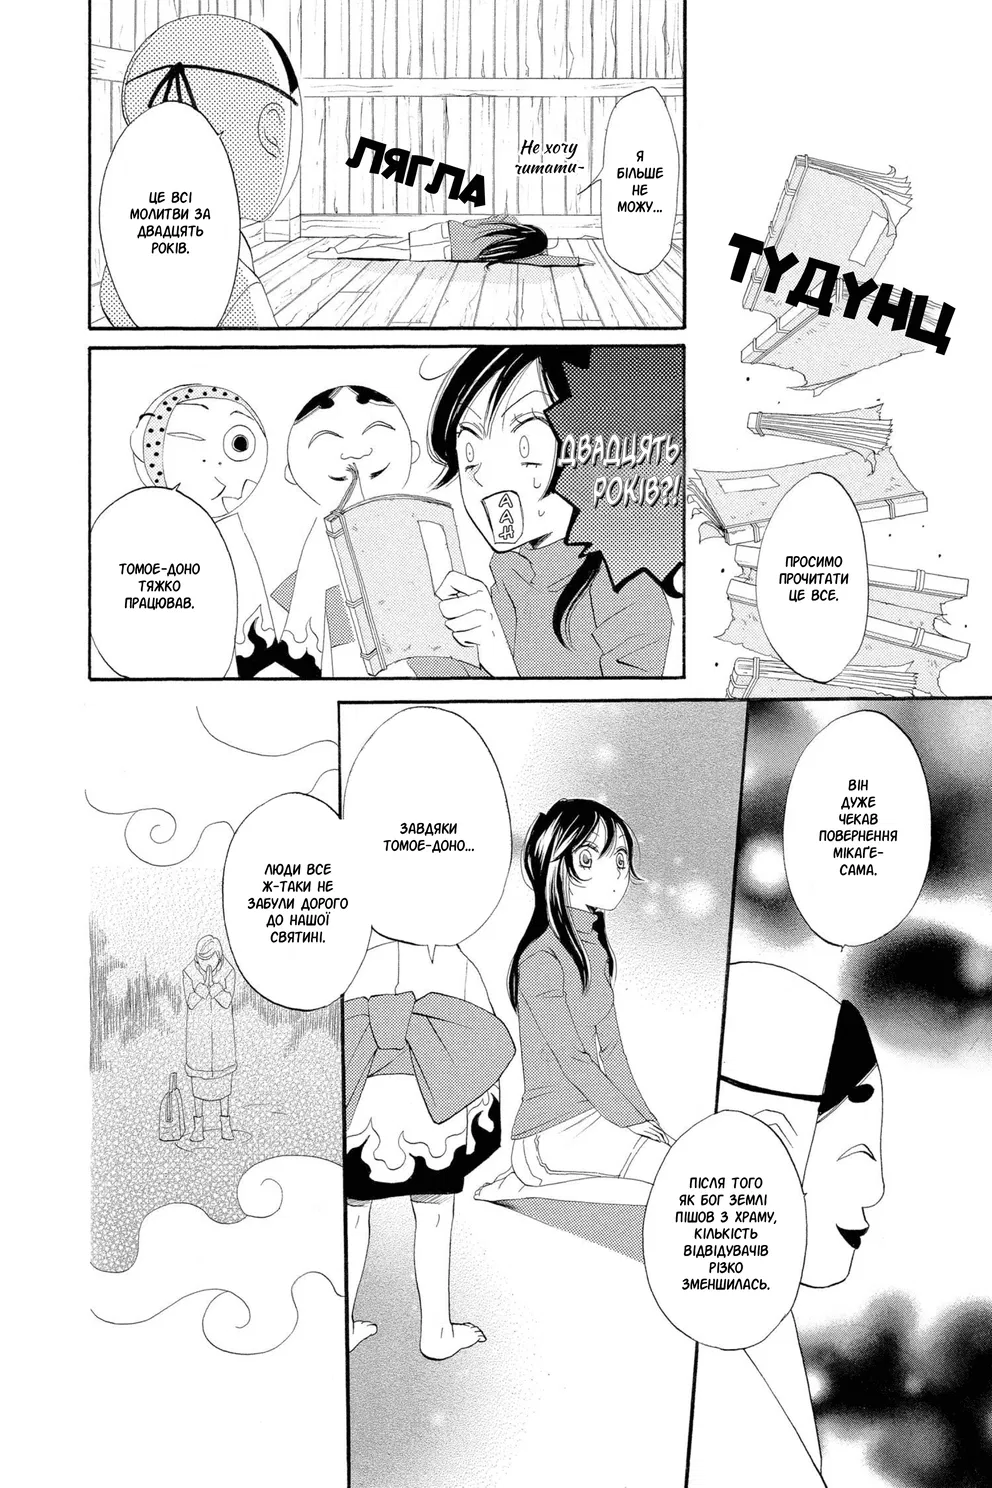 ТУДУНЦ
ПРОСИМО
ПРОЧИТАТИ
ЦЕ ВСЕ.
Я
БІЛЬШЕ
НЕ
МОЖУ...
Не хочу
читати~
ЛЯГЛА
ЦЕ ВСІ
МОЛИТВИ ЗА
ДВАДЦЯТЬ
РОКІВ.
ДВАДЦЯТЬ
РОКІВ?!
ААН
ТОМОЕ-ДОНО
ТЯЖКО
ПРАЦЮВАВ.
ВІН
ДУЖЕ
ЧЕКАВ
ПОВЕРНЕННЯ
МІКАҐЕ-
САМА.
ПІСЛЯ ТОГО
ЯК БОГ ЗЕМЛІ
ПІШОВ З ХРАМУ,
КІЛЬКІСТЬ
ВІДВІДУВАЧІВ
РІЗКО
ЗМЕНШИЛАСЬ.
ЗАВДЯКИ
ТОМОЕ-ДОНО...
ЛЮДИ ВСЕ
Ж-ТАКИ НЕ
ЗАБУЛИ ДОРОГО
ДО НАШОЇ
СВЯТИНІ.